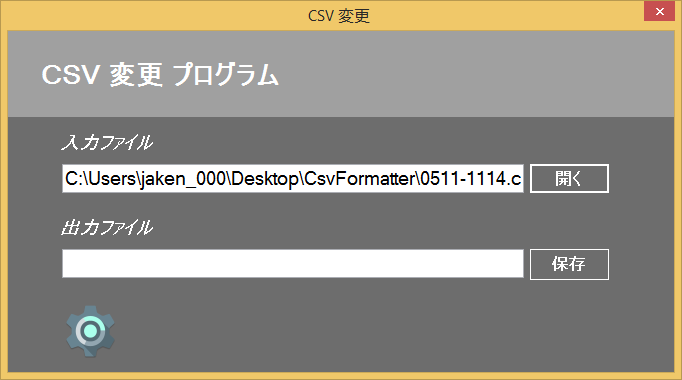 CSV 変更
CSV 変更 プログラム
入力ファイル
C:\Users\jaken_000\Desktop\CsvFormatter\0511-1114.c
開く
出力ファイル
保存